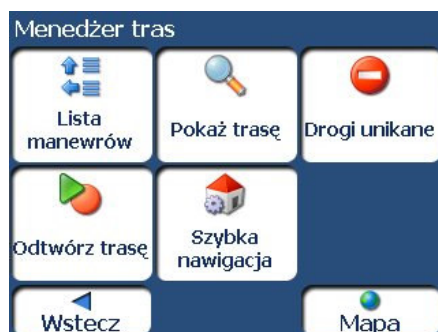 Menedżer tras
Lista
manewrów
Pokaż trasę
Drogi unikane
Odtwórz trasę
Szybka
nawigacja
Wstecz
Mapa